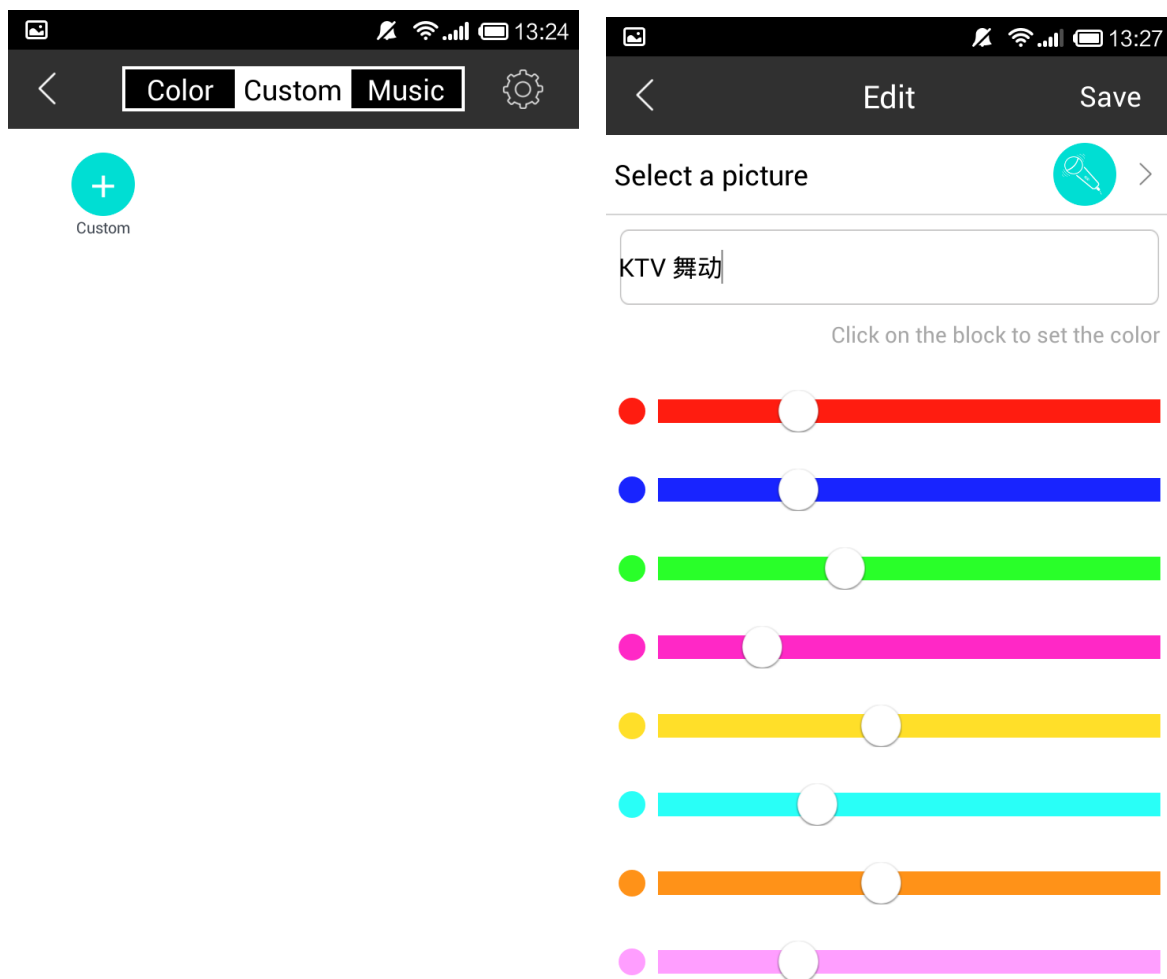 13:24
Color Custom Music
Custom
13:27
Edit Save
Select a picture
KTV 舞动
Click on the block to set the color